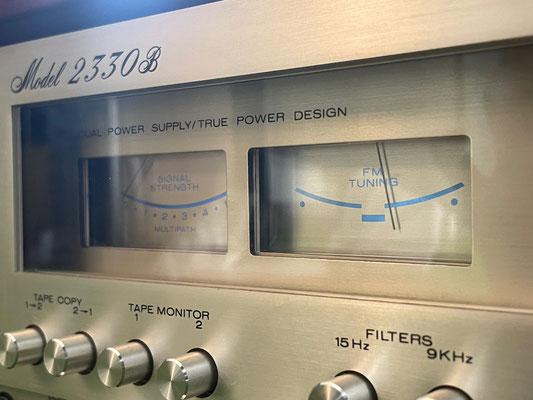 Model 2330B
DUAL POWER SUPPLY/TRUE POWER DESIGN
SIGNAL
STRENGTH
1 2 3 4
MULTIPATH
FM
TUNING
TAPE COPY
1→2 2→1
TAPE MONITOR
1 2
FILTERS
15Hz 9KHz